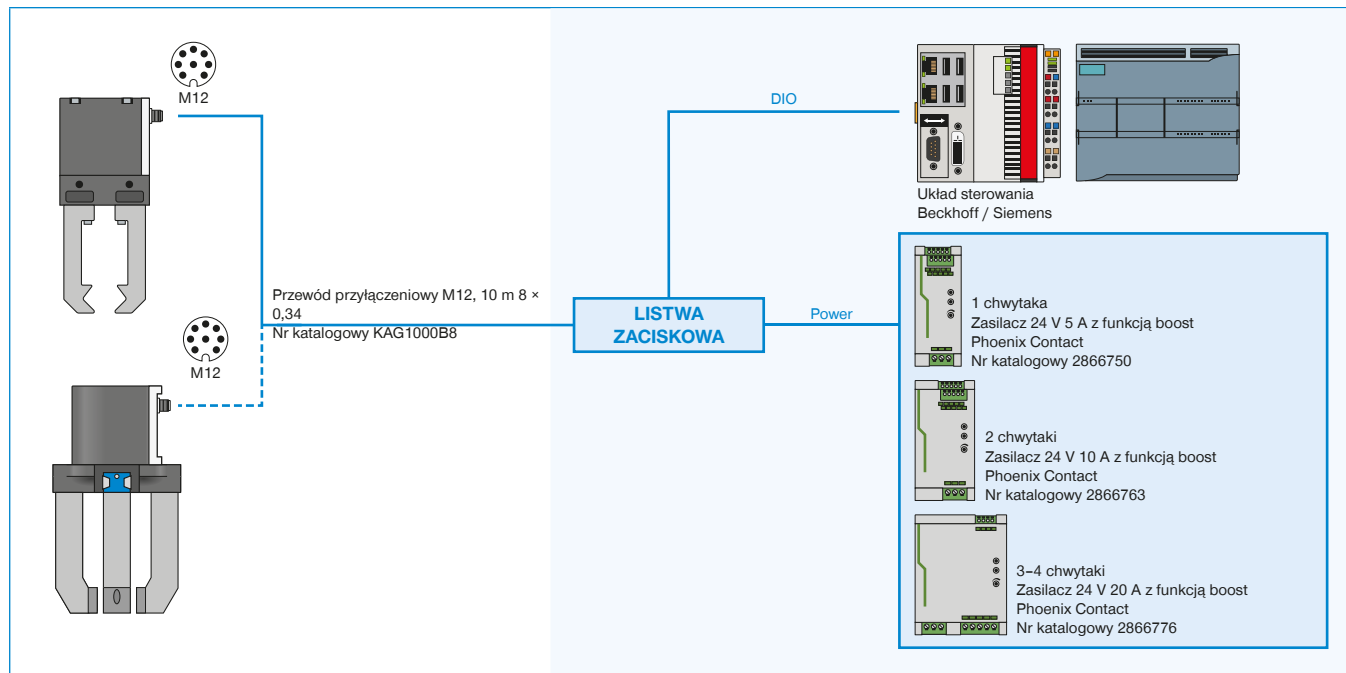 M12
M12
Przewód przyłączeniowy M12, 10 m 8 ×
0,34
Nr katalogowy KAG1000B8
LISTWA
ZACISKOWA
DIO
Power
Układ sterowania
Beckhoff / Siemens
1 chwytaka
Zasilacz 24 V 5 A z funkcją boost
Phoenix Contact
Nr katalogowy 2866750
2 chwytaki
Zasilacz 24 V 10 A z funkcją boost
Phoenix Contact
Nr katalogowy 2866763
3–4 chwytaki
Zasilacz 24 V 20 A z funkcją boost
Phoenix Contact
Nr katalogowy 2866776